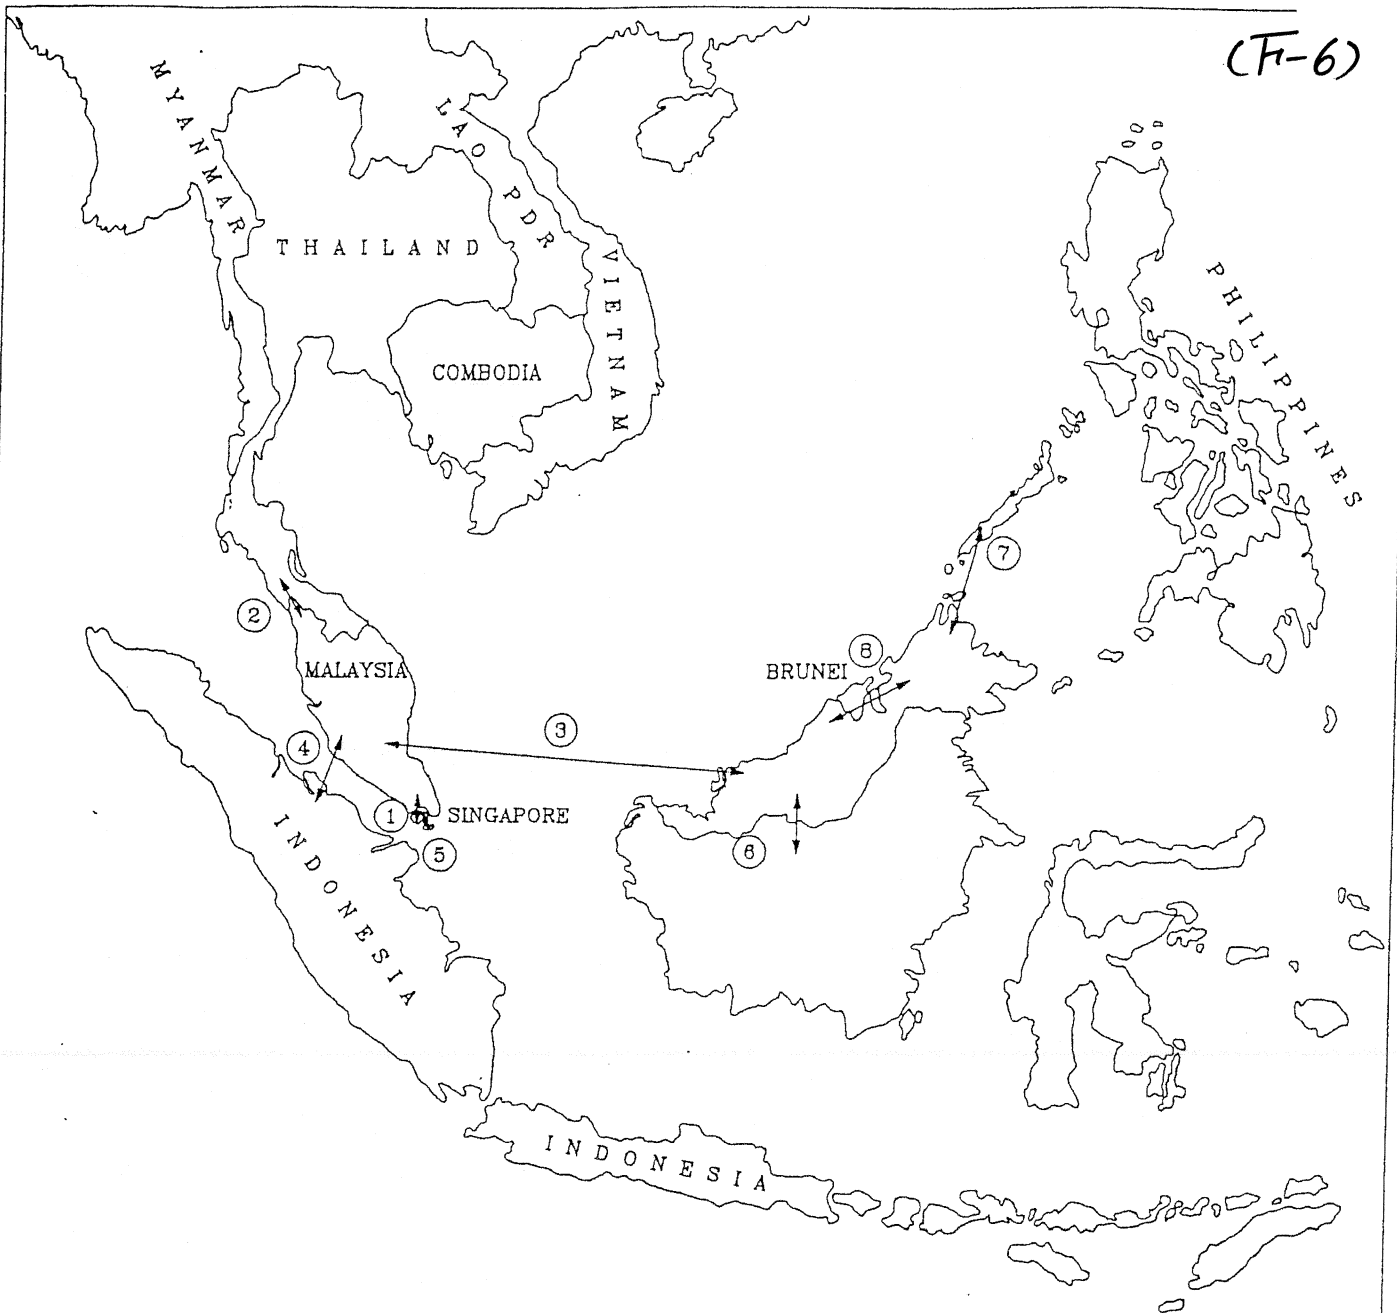 (F-6)
MYANMAR
LAO PDR
THAILAND
VIETNAM
PHILIPPINES
COMBODIA
7
2
8
MALAYSIA
BRUNEI
3
4
1
SINGAPORE
5
6
INDONESIA
INDONESIA